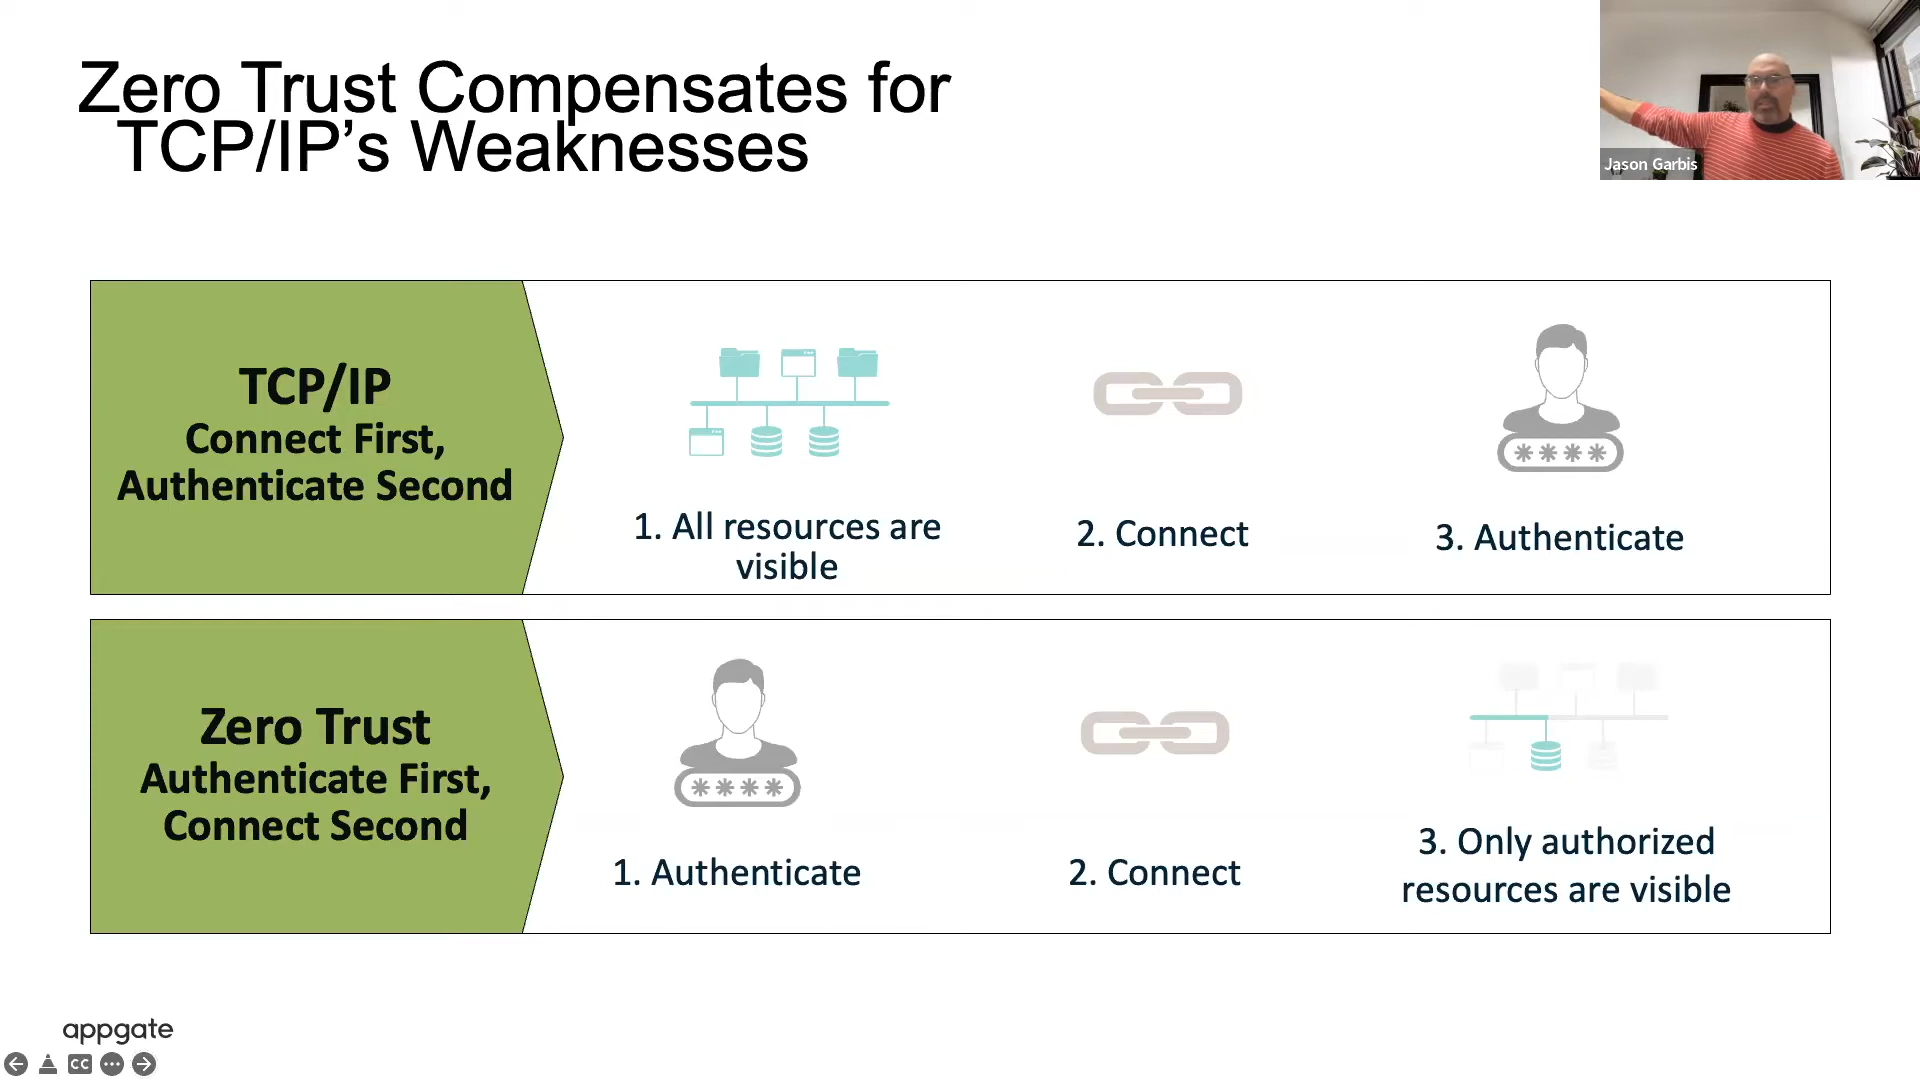 Zero Trust Compensates for
TCP/IP’s Weaknesses
Jason Garbis
TCP/IP
Connect First,
Authenticate Second
1. All resources are
visible
2. Connect
3. Authenticate
Zero Trust
Authenticate First,
Connect Second
1. Authenticate
2. Connect
3. Only authorized
resources are visible
appgate
CC